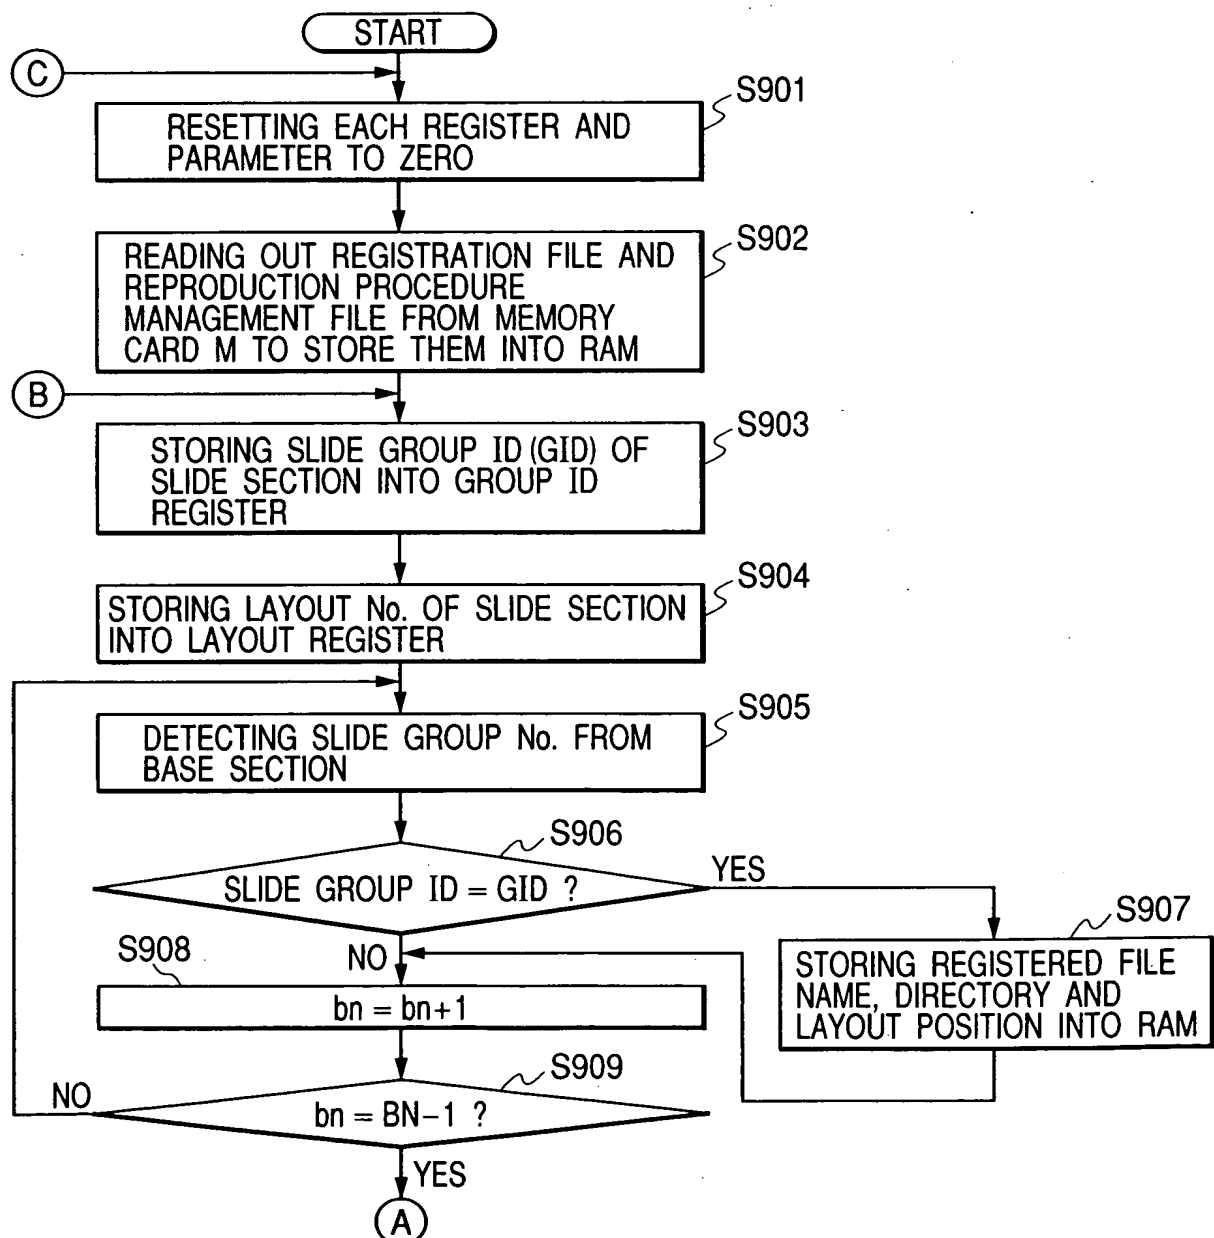 START
C
S901
RESETTING EACH REGISTER AND
PARAMETER TO ZERO
S902
READING OUT REGISTRATION FILE AND
REPRODUCTION PROCEDURE
MANAGEMENT FILE FROM MEMORY
CARD M TO STORE THEM INTO RAM
B
S903
STORING SLIDE GROUP ID (GID) OF
SLIDE SECTION INTO GROUP ID
REGISTER
S904
STORING LAYOUT No. OF SLIDE SECTION
INTO LAYOUT REGISTER
S905
DETECTING SLIDE GROUP No. FROM
BASE SECTION
S906
SLIDE GROUP ID = GID ?
YES
S907
STORING REGISTERED FILE
NAME, DIRECTORY AND
LAYOUT POSITION INTO RAM
NO
S908
bn = bn+1
S909
bn = BN-1 ?
NO
YES
A